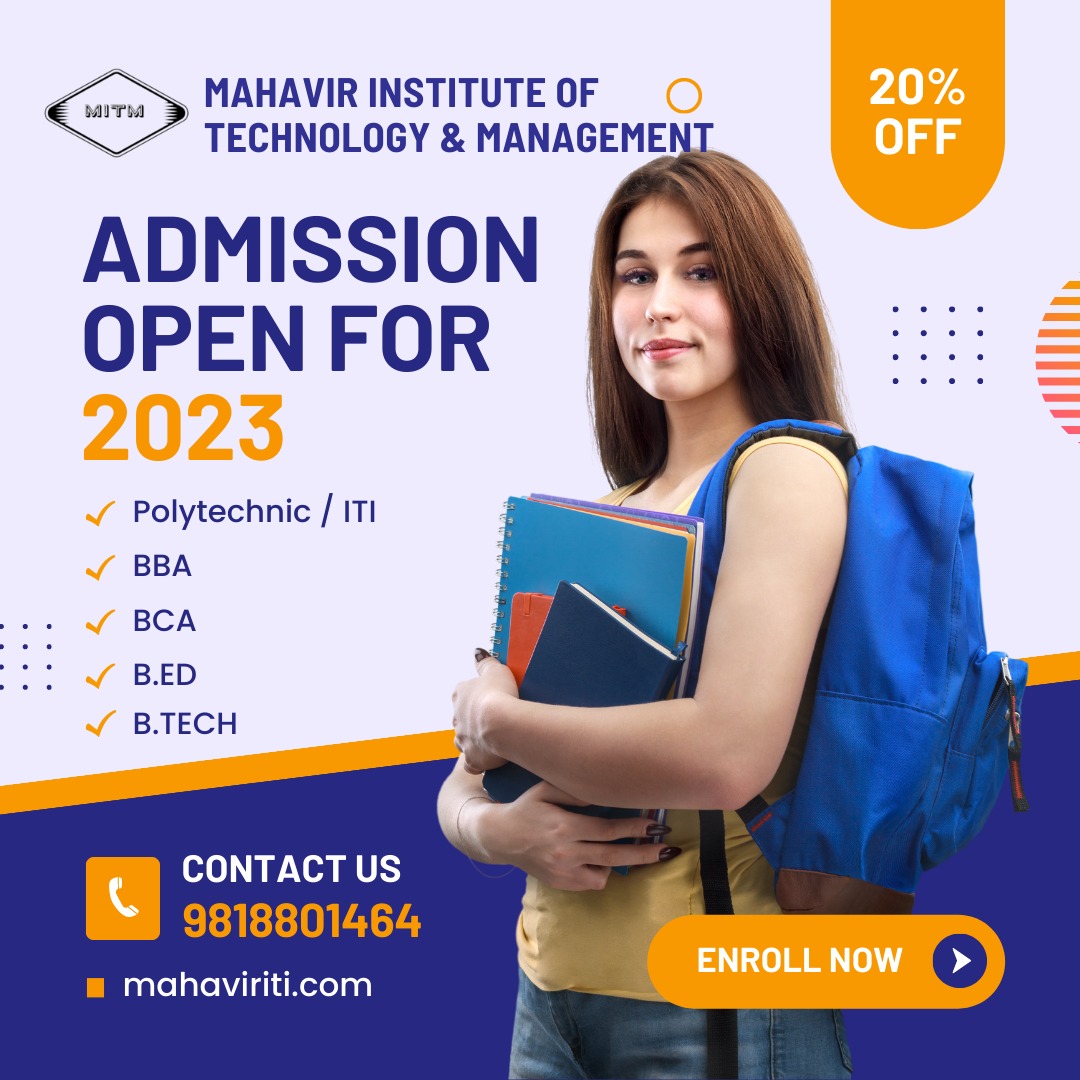 MITM
MAHAVIR INSTITUTE OF
TECHNOLOGY & MANAGEMENT
20%
OFF
ADMISSION
OPEN FOR
2023
Polytechnic / ITI
BBA
BCA
B.ED
B.TECH
CONTACT US
9818801464
mahaviriti.com
ENROLL NOW